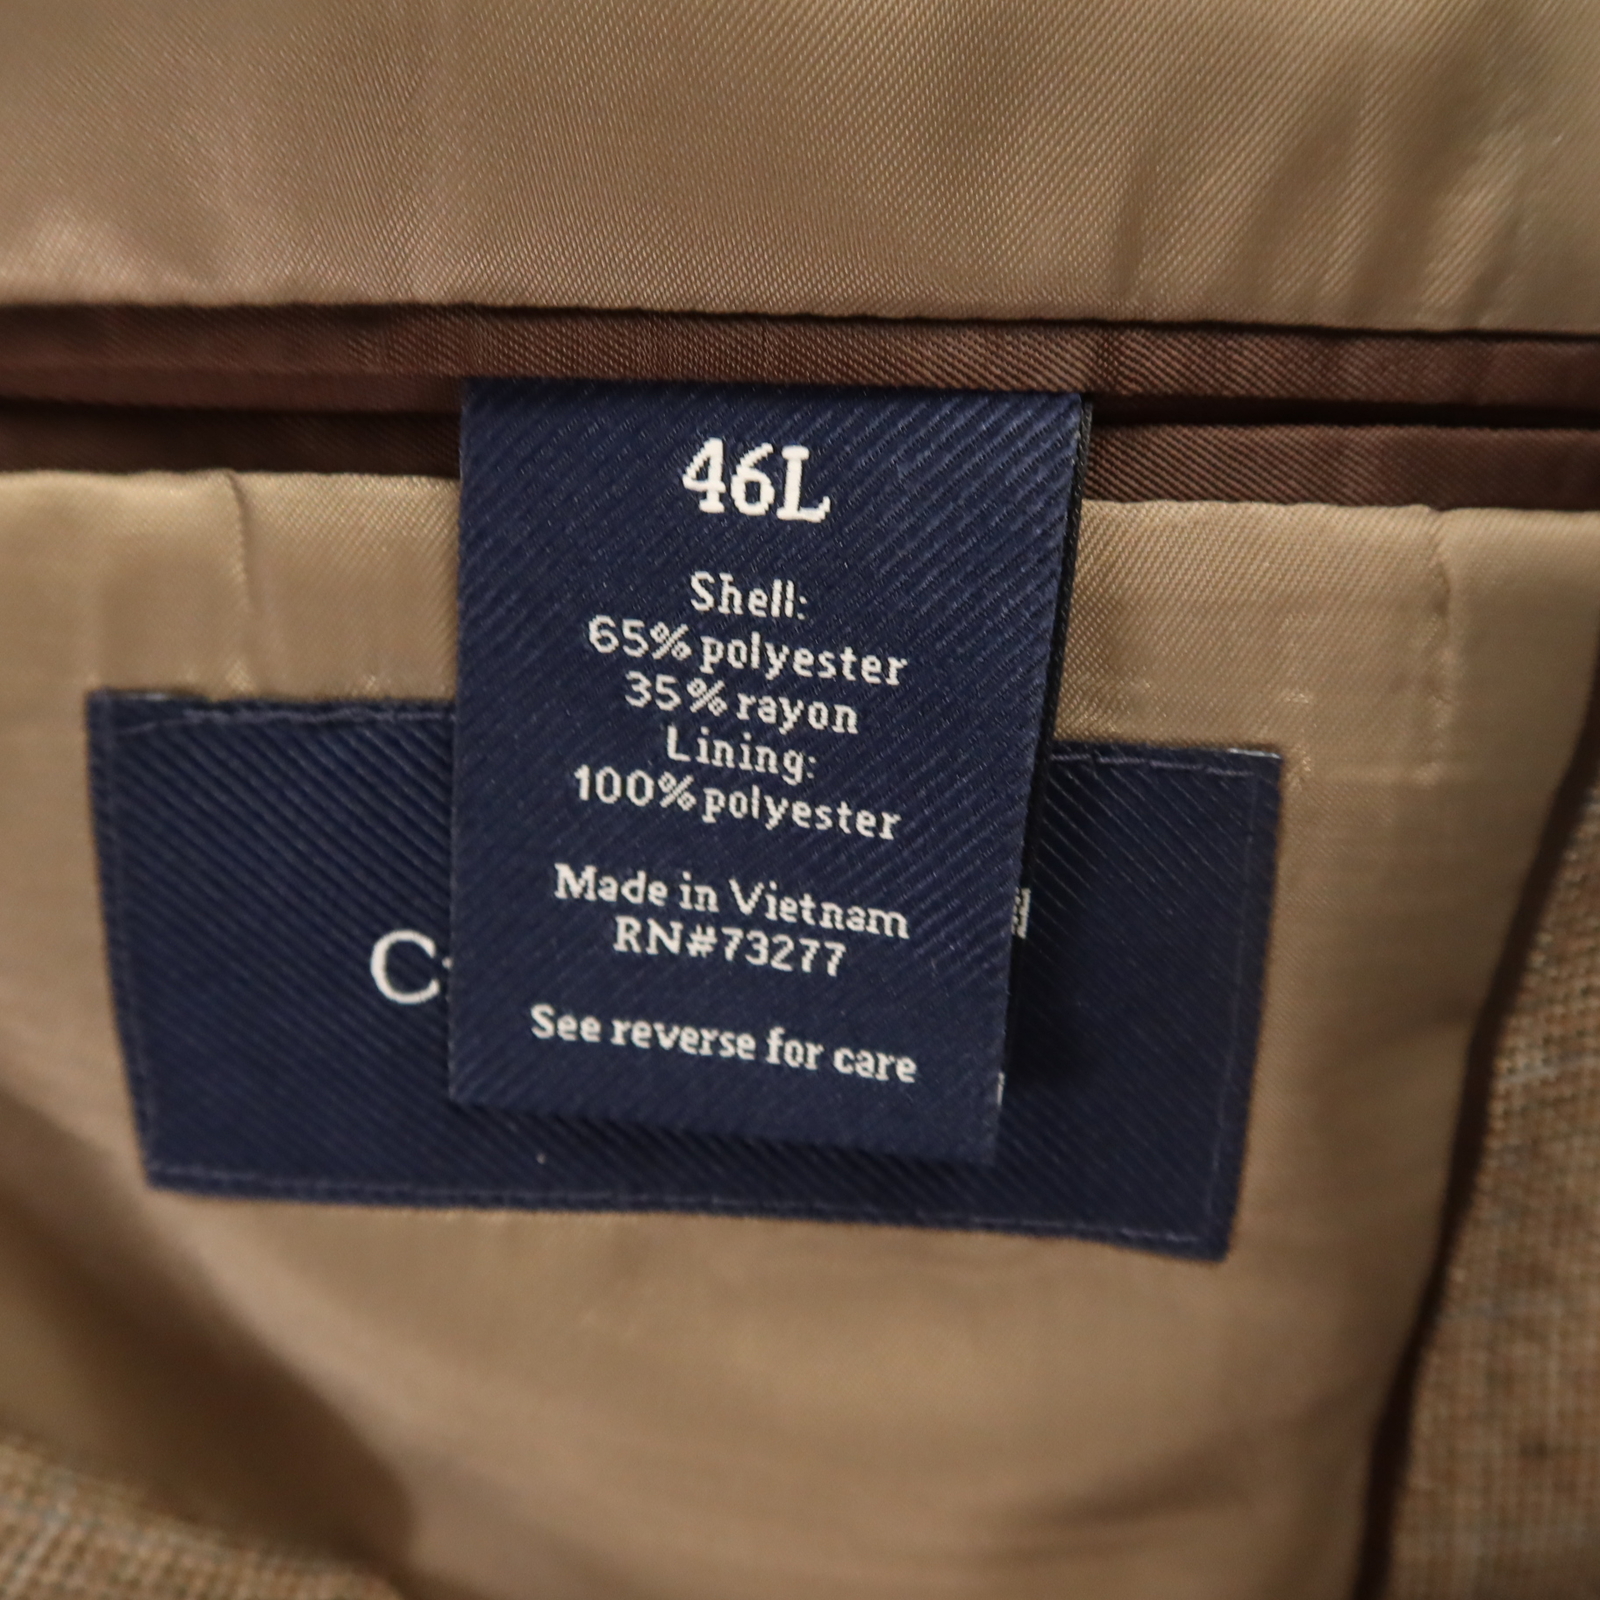 46L
Shell:
65% polyester
35% rayon
Lining:
100% polyester
Made in Vietnam
RN#73277
See reverse for care